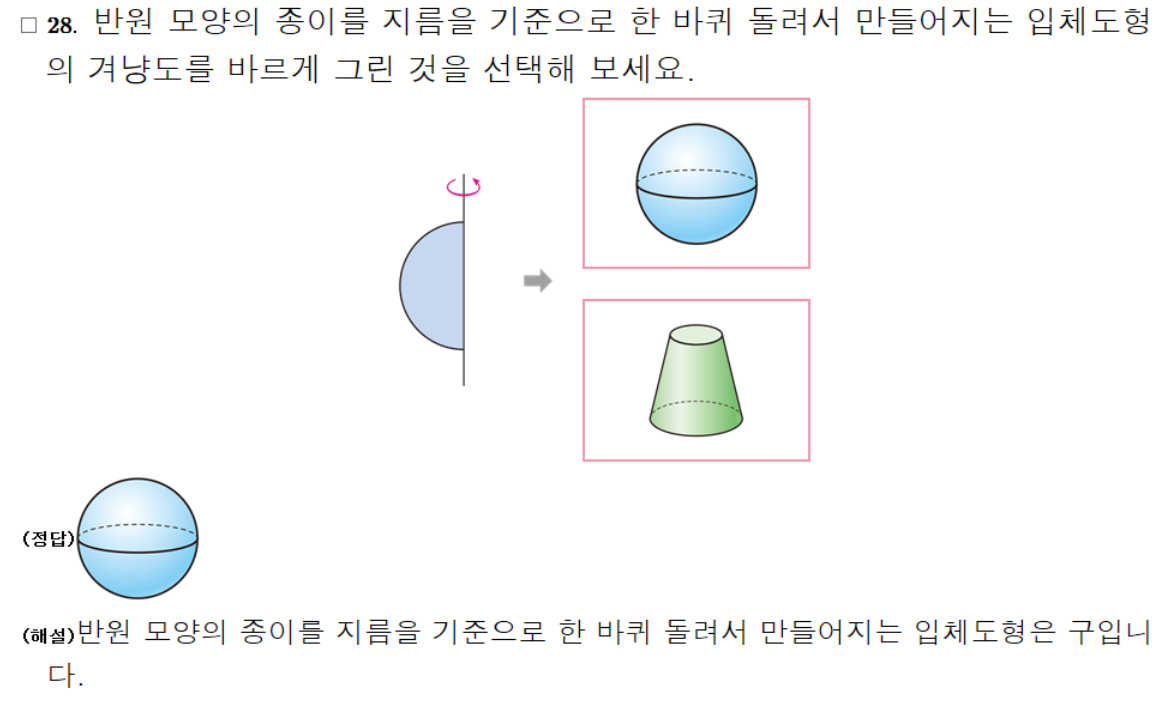 □ 28. 반원 모양의 종이를 지름을 기준으로 한 바퀴 돌려서 만들어지는 입체도형
의 겨냥도를 바르게 그린 것을 선택해 보세요.
(정답)
(해설)반원 모양의 종이를 지름을 기준으로 한 바퀴 돌려서 만들어지는 입체도형은 구입니
다.